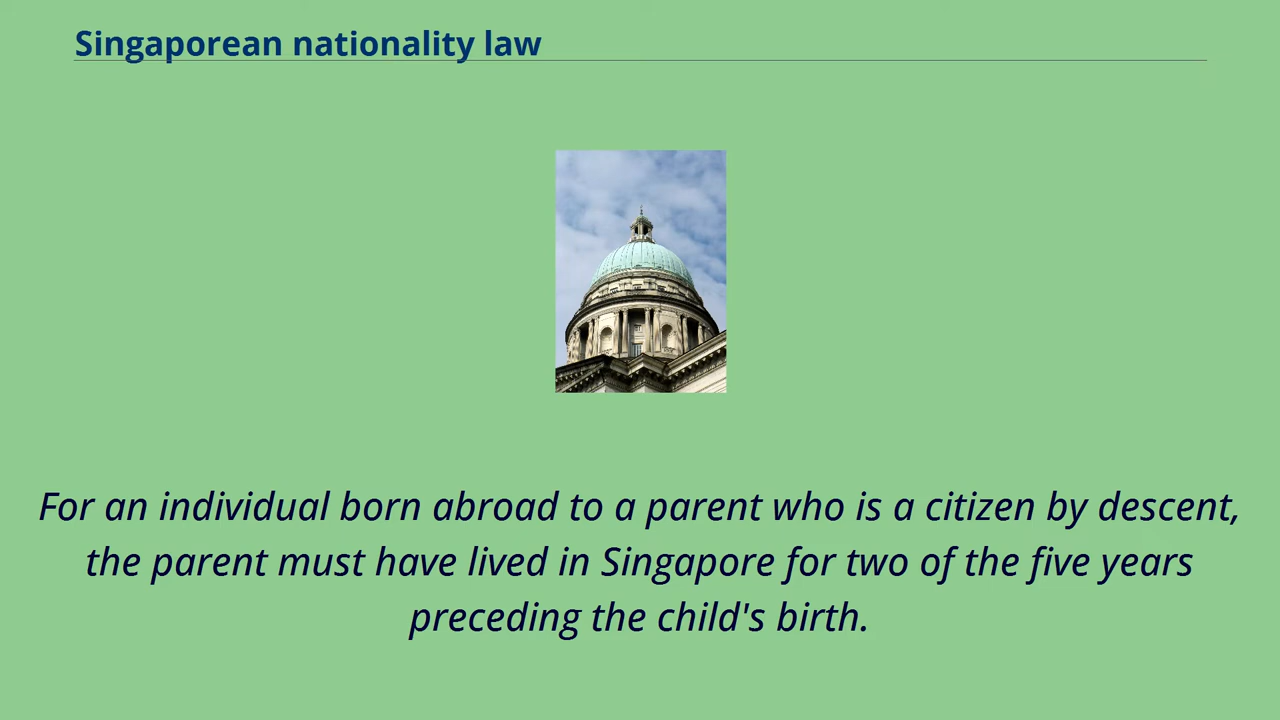 Singaporean nationality law
For an individual born abroad to a parent who is a citizen by descent,
the parent must have lived in Singapore for two of the five years
preceding the child's birth.